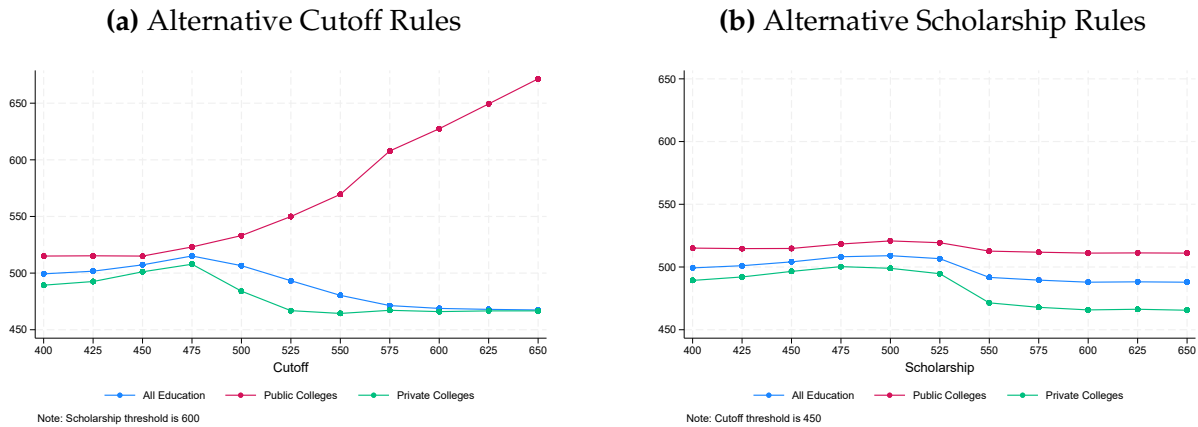 (a) Alternative Cutoff Rules
650
600
550
500
450
400 425 450 475 500 525 550 575 600 625 650
Cutoff
All Education Public Colleges Private Colleges
Note: Scholarship threshold is 600
(b) Alternative Scholarship Rules
650
600
550
500
450
400 425 450 475 500 525 550 575 600 625 650
Scholarship
All Education Public Colleges Private Colleges
Note: Cutoff threshold is 450